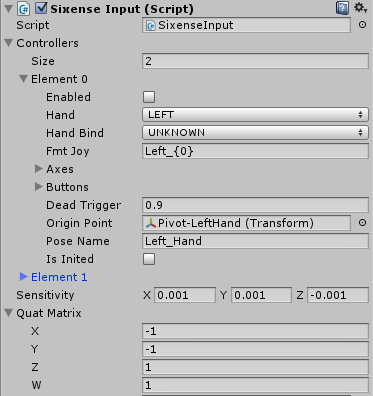 Sixense Input (Script)
Script SixenseInput
Controllers
Size 2
Element 0
Enabled
Hand LEFT
Hand Bind UNKNOWN
Fmt Joy Left_{0}
Axes
Buttons
Dead Trigger 0.9
Origin Point Pivot-LeftHand (Transform)
Pose Name Left_Hand
Is Inited
Element 1
Sensitivity X 0.001 Y 0.001 Z -0.001
Quat Matrix
X -1
Y -1
Z 1
W 1